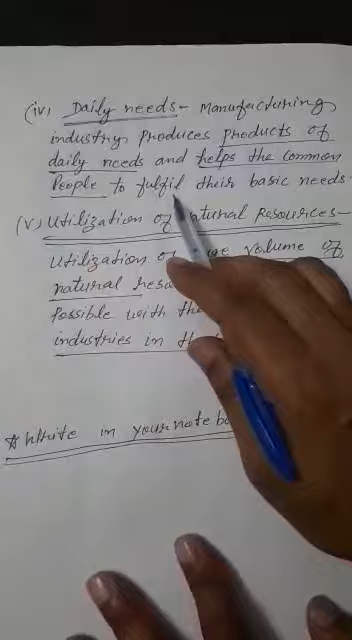 (iv) Daily needs - Manufacturing
industry produces products of
daily needs and helps the common
People to fulfil their basic needs.
(v) Utilization of Natural Resources -
Utilization of volume of
natural
Possible with the
industries in
* Write in your note